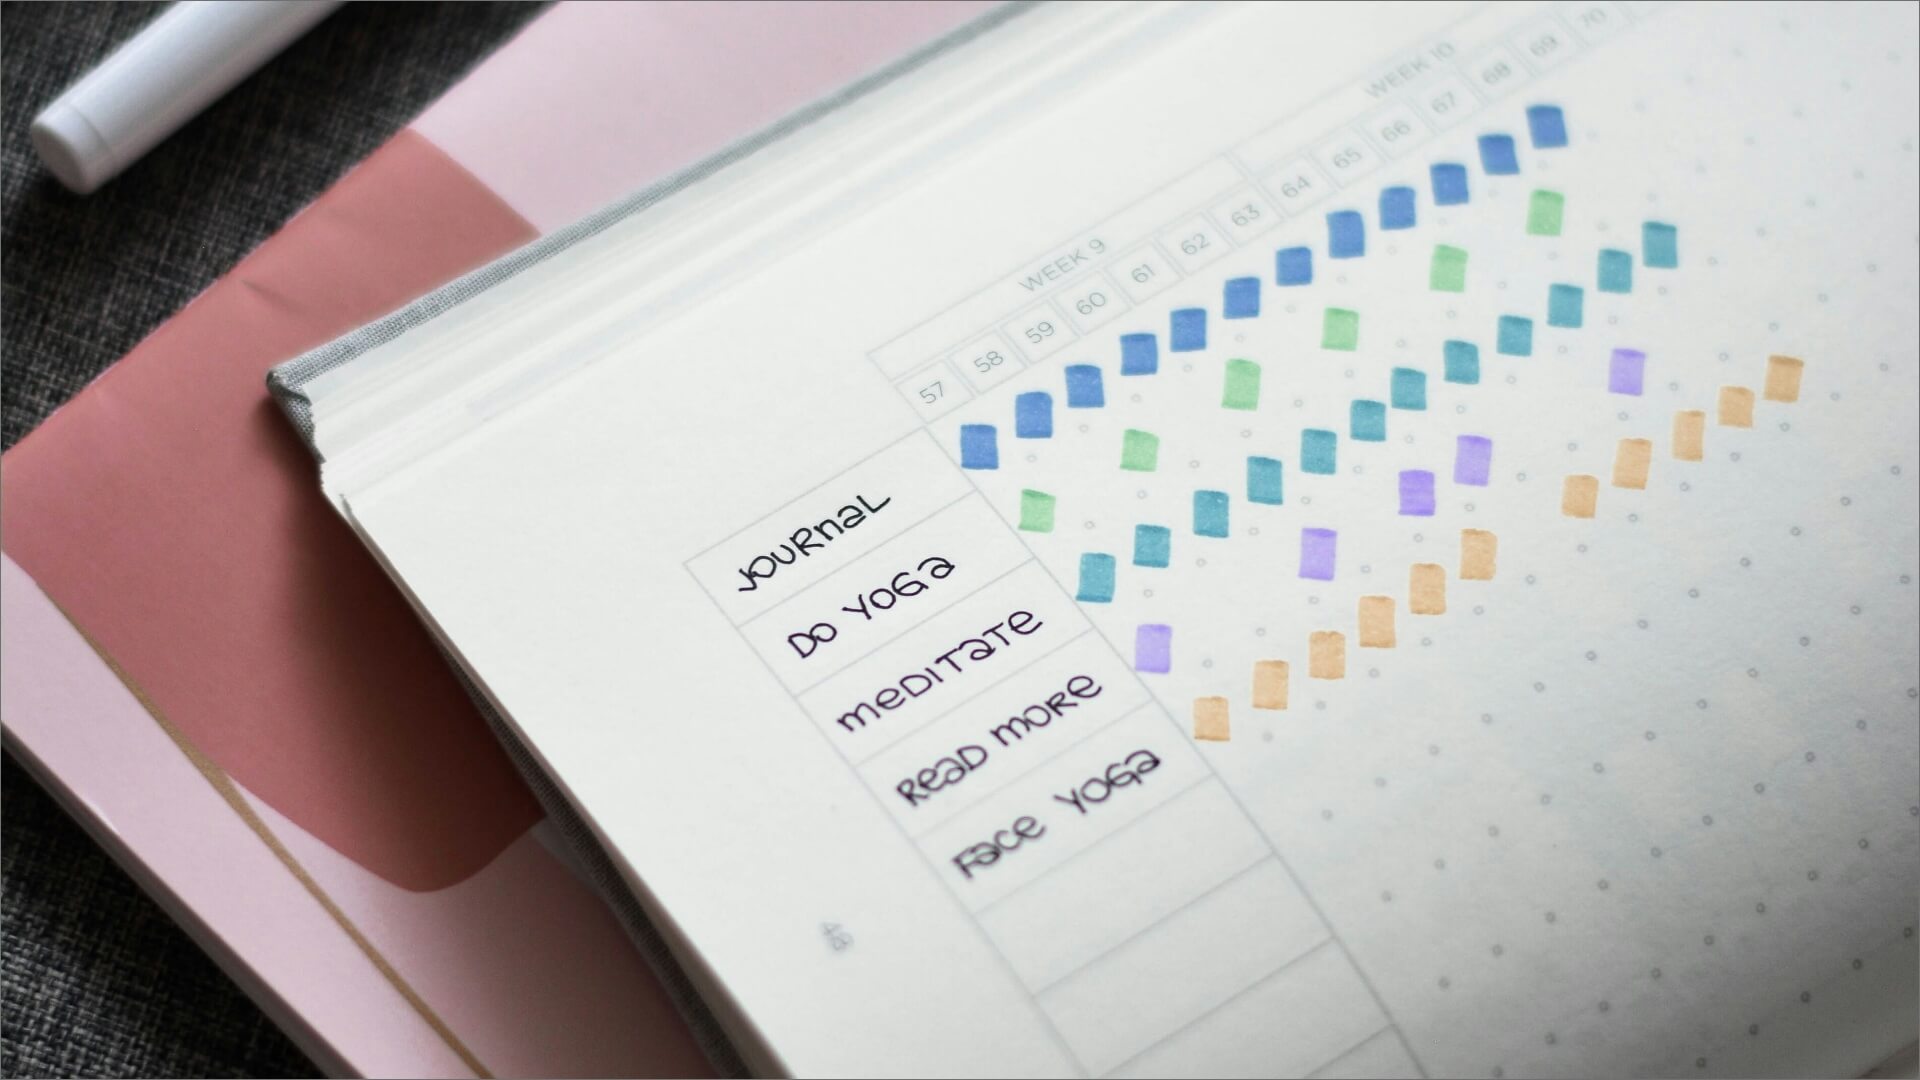 WEEK 9
WEEK 10
57 58 59 60 61 62 63 64 65 66 67 68 69 70
JOURNAL
DO YOGA
MEDITATE
READ MORE
FACE YOGA
48